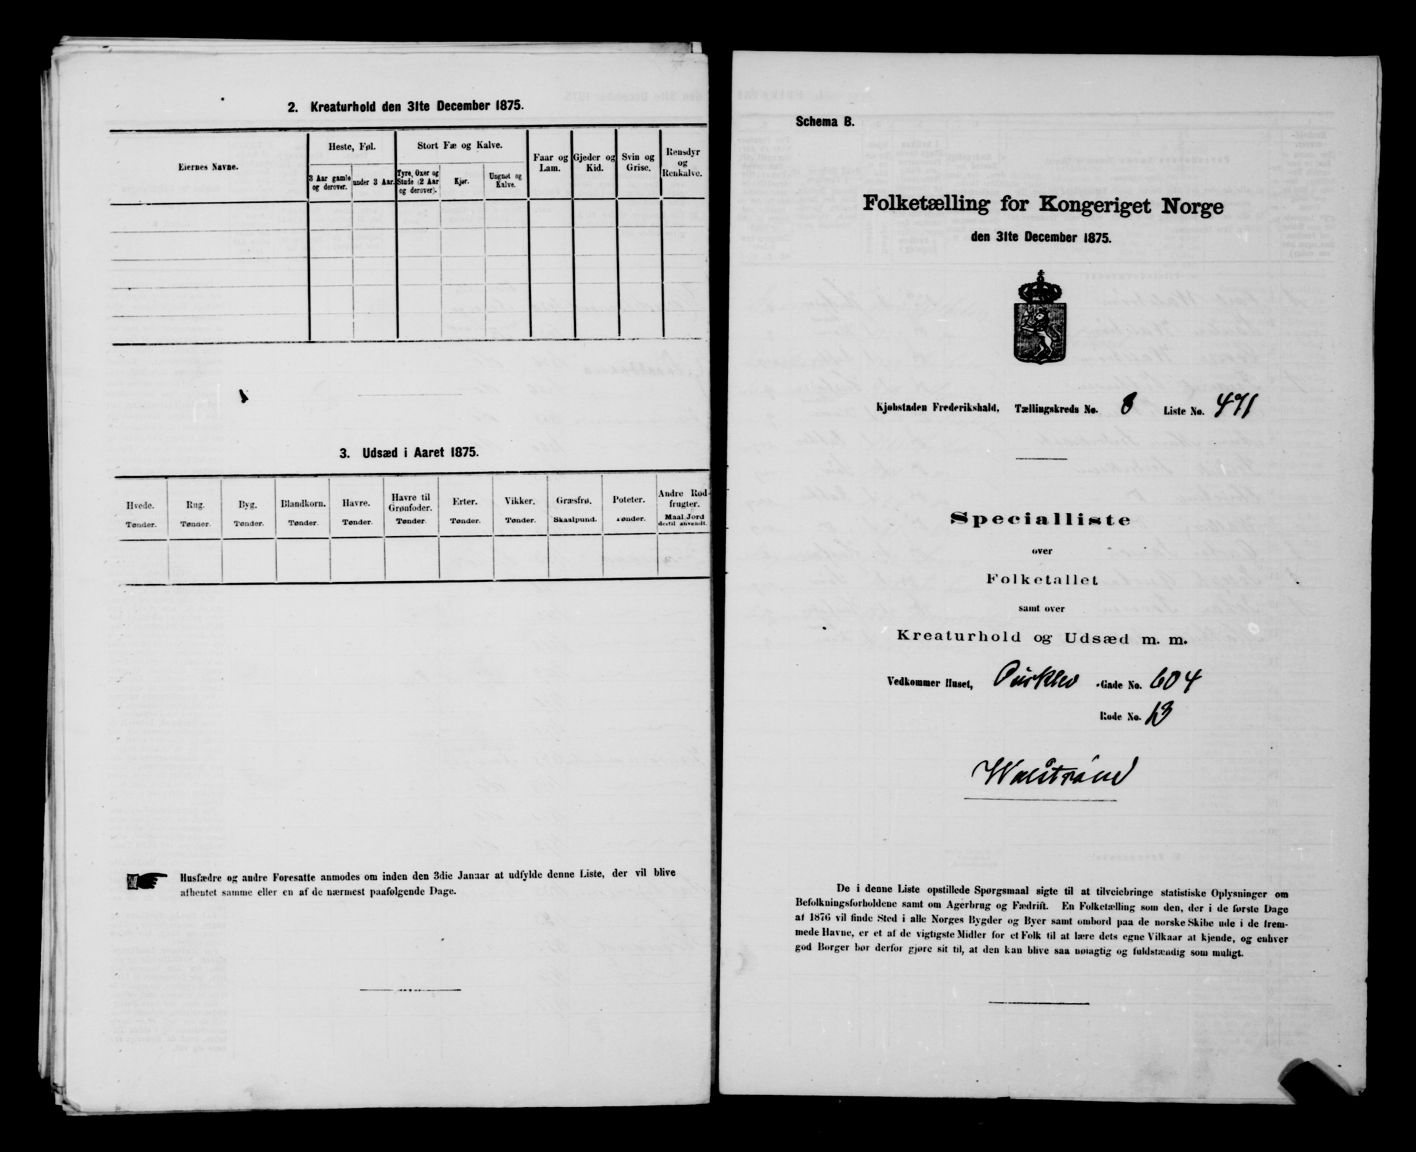 2. Kreaturhold den 31te December 1875.
Eiernes Navne.
Heste, Føl.
Stort Fæ og Kalve.
Faar og Lam.
Gjeder og Kid.
Svin og Grise.
Rensdyr og Renkalve.
3 Aar gamle og derover.
under 3 Aar.
Tyre, Oxer og Stude (2 Aar og derover).
Kjør.
Ungnøt og Kalve.
3. Udsæd i Aaret 1875.
Hvede. Rug. Byg. Blandkorn. Havre. Havre til Grønfoder. Erter. Vikker. Græsfrø. Poteter. Andre Rodfrugter.
Tønder. Tønder. Tønder. Tønder. Tønder. Tønder. Tønder. Tønder. Skaalpund. Tønder. Maal Jord dertil anvendt.
Husfædre og andre Foresatte anmodes om inden den 3die Januar at udfylde denne Liste, der vil blive
afhentet samme eller en af de nærmest paafølgende Dage.
Schema B.
Folketælling for Kongeriget Norge
den 31te December 1875.
Kjøbstaden Frederikshald, Tællingskreds No. 8 Liste No. 471
Specialliste
over
Folketallet
samt over
Kreaturhold og Udsæd m. m.
Vedkommer Huset, -Gade No. 604
Rode No. 13
De i denne Liste opstillede Spørgsmaal sigte til at tilveiebringe statistiske Oplysninger om
Befolkningsforholdene samt om Agerbrug og Fædrift. En Folketælling som den, der i de første Dage
af 1876 vil finde Sted i alle Norges Bygder og Byer samt ombord paa de norske Skibe ude i de frem-
mede Havne, er et af de vigtigste Midler for et Folk til at lære dets egne Vilkaar at kjende, og enhver
god Borger bør derfor gjøre sit til, at den kan blive saa nøiagtig og fuldstændig som muligt.